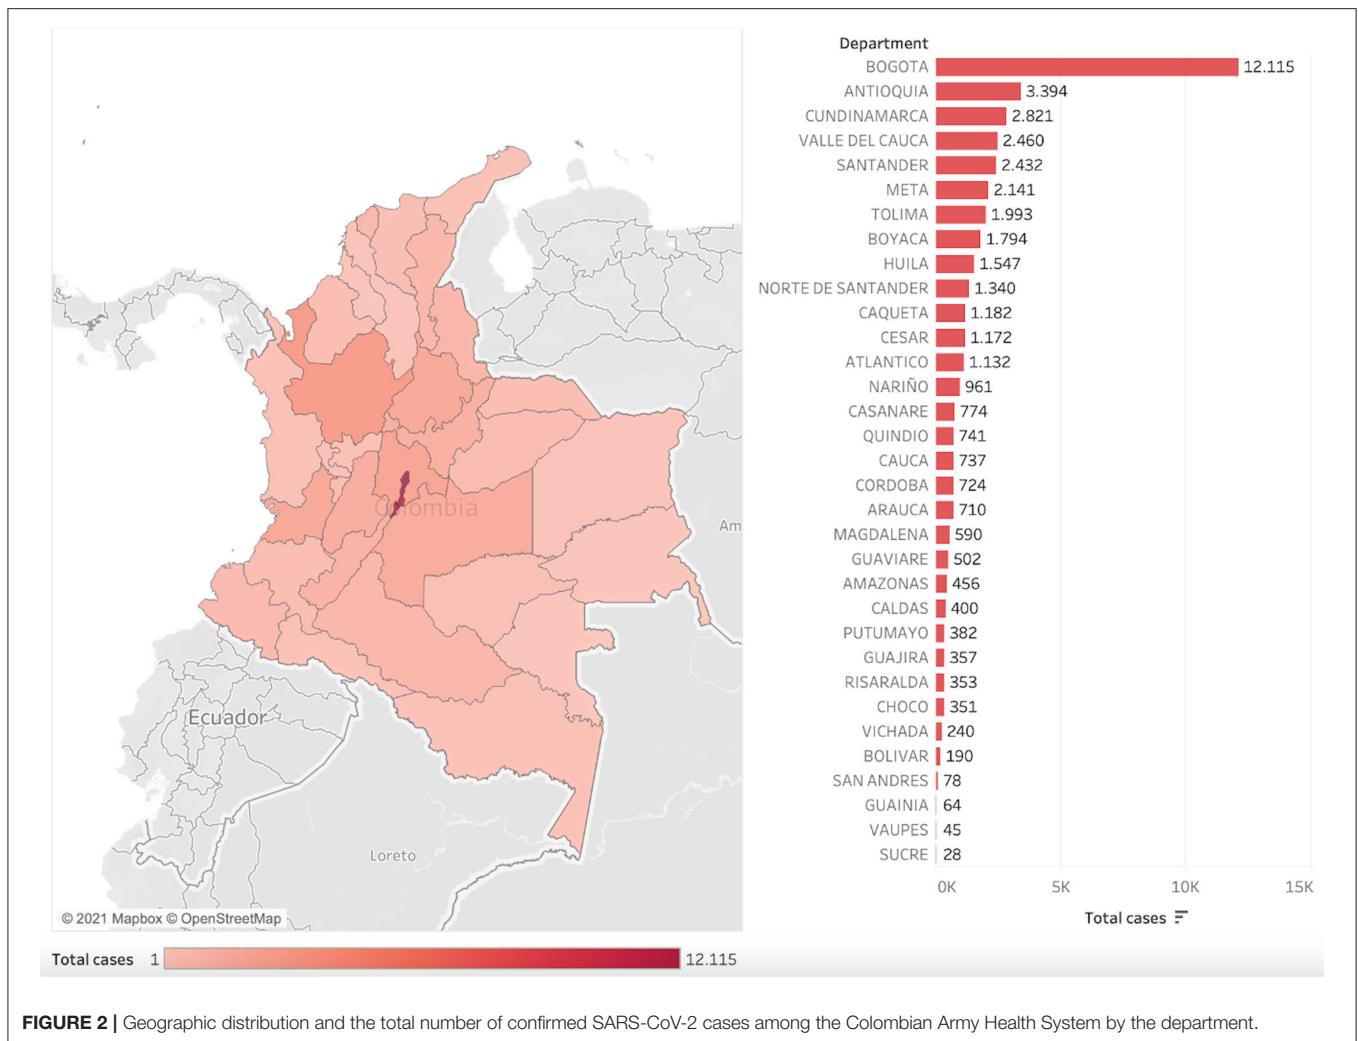 Colombia
Am
Ecuador
Loreto
© 2021 Mapbox © OpenStreetMap
Department
BOGOTA 12.115
ANTIOQUIA 3.394
CUNDINAMARCA 2.821
VALLE DEL CAUCA 2.460
SANTANDER 2.432
META 2.141
TOLIMA 1.993
BOYACA 1.794
HUILA 1.547
NORTE DE SANTANDER 1.340
CAQUETA 1.182
CESAR 1.172
ATLANTICO 1.132
NARIÑO 961
CASANARE 774
QUINDIO 741
CAUCA 737
CORDOBA 724
ARAUCA 710
MAGDALENA 590
GUAVIARE 502
AMAZONAS 456
CALDAS 400
PUTUMAYO 382
GUAJIRA 357
RISARALDA 353
CHOCO 351
VICHADA 240
BOLIVAR 190
SAN ANDRES 78
GUAINIA 64
VAUPES 45
SUCRE 28
0K 5K 10K 15K
Total cases
Total cases 1 12.115
FIGURE 2 | Geographic distribution and the total number of confirmed SARS-CoV-2 cases among the Colombian Army Health System by the department.